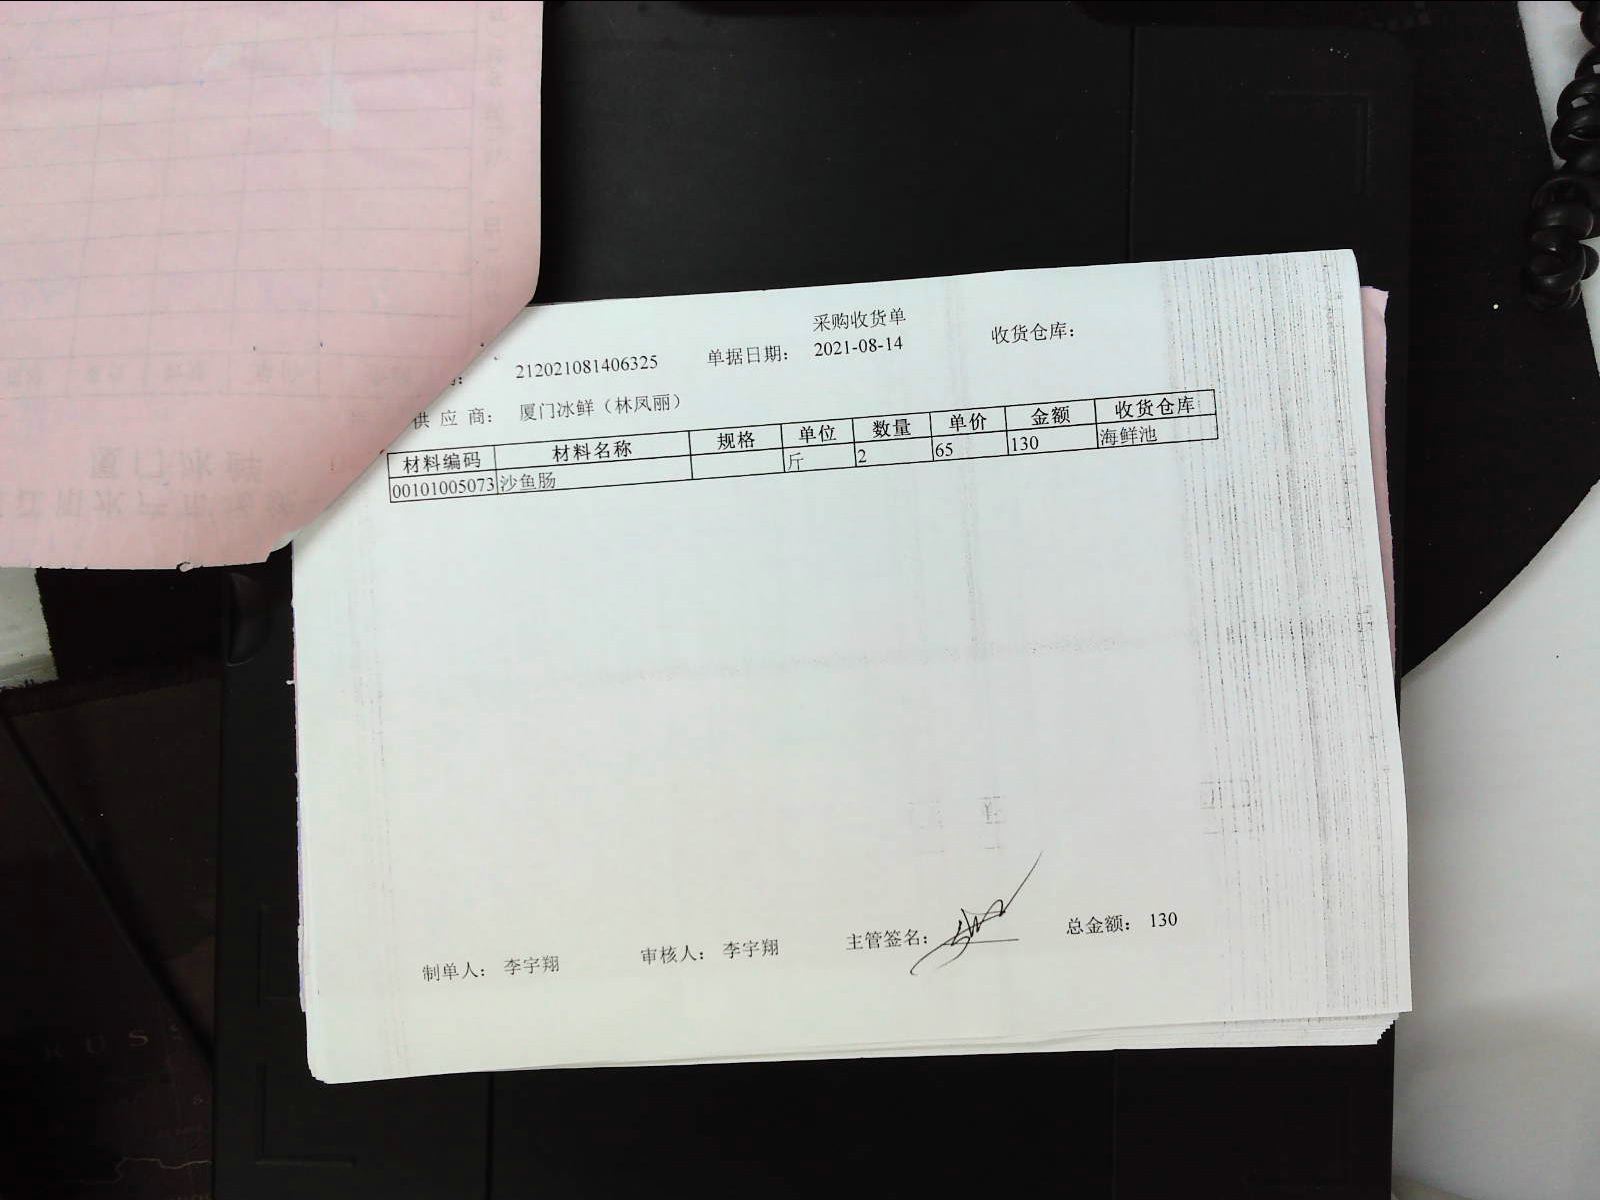 采购收货单
212021081406325 单据日期： 2021-08-14 收货仓库：
供 应 商： 厦门冰鲜（林凤丽）
材料编码 材料名称 规格 单位 数量 单价 金额 收货仓库
00101005073 沙鱼肠 斤 2 65 130 海鲜池
制单人： 李宇翔 审核人： 李宇翔 主管签名： 总金额： 130